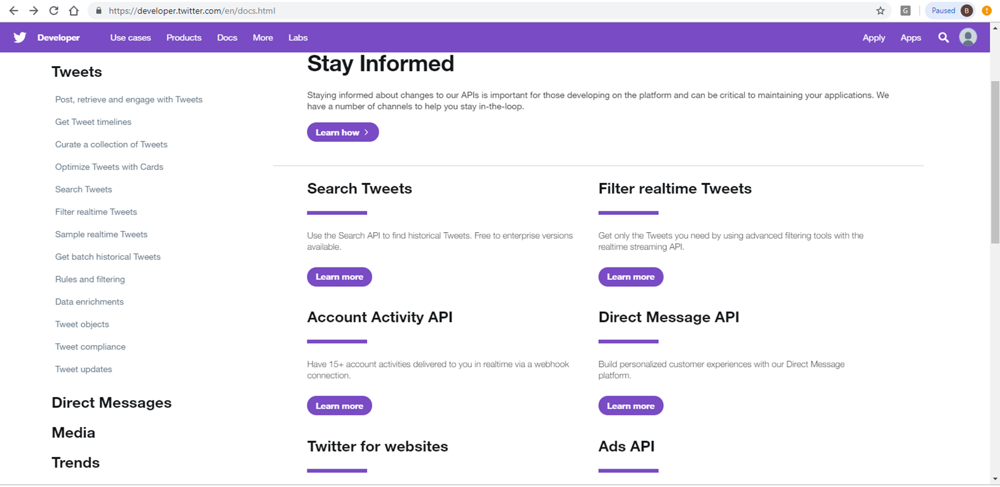 https://developer.twitter.com/en/docs.html
G
Paused B
Developer Use cases Products Docs More Labs Apply Apps
Tweets
Post, retrieve and engage with Tweets
Get Tweet timelines
Curate a collection of Tweets
Optimize Tweets with Cards
Search Tweets
Filter realtime Tweets
Sample realtime Tweets
Get batch historical Tweets
Rules and filtering
Data enrichments
Tweet objects
Tweet compliance
Tweet updates
Direct Messages
Media
Trends
Stay Informed
Staying informed about changes to our APIs is important for those developing on the platform and can be critical to maintaining your applications. We
have a number of channels to help you stay in-the-loop.
Learn how
Search Tweets
Use the Search API to find historical Tweets. Free to enterprise versions
available.
Learn more
Filter realtime Tweets
Get only the Tweets you need by using advanced filtering tools with the
realtime streaming API.
Learn more
Account Activity API
Have 15+ account activities delivered to you in realtime via a webhook
connection.
Learn more
Direct Message API
Build personalized customer experiences with our Direct Message
platform.
Learn more
Twitter for websites
Ads API